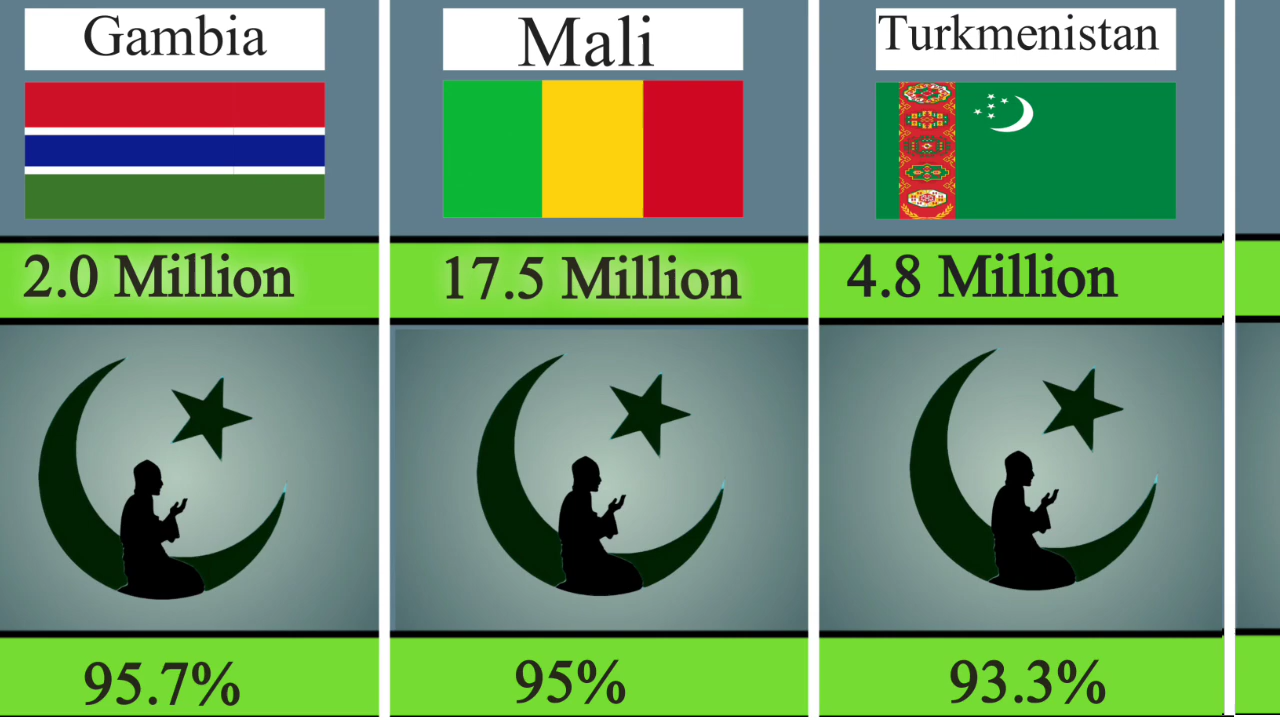 Gambia
2.0 Million
95.7%
Mali
17.5 Million
95%
Turkmenistan
4.8 Million
93.3%